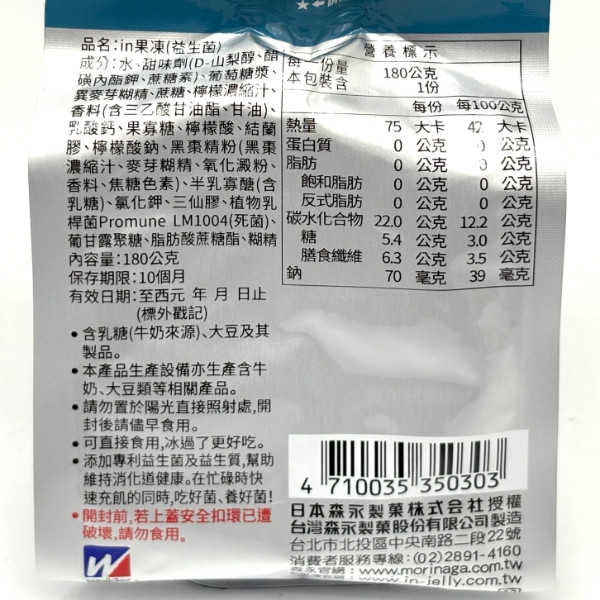 品名:in果凍(益生菌)
成分:水、甜味劑(D-山梨醇、醋
磺內酯鉀、蔗糖素)、葡萄糖漿、
異麥芽糊精、蔗糖、檸檬濃縮汁、
香料(含三乙酸甘油酯、甘油)、
乳酸鈣、果寡糖、檸檬酸、結蘭
膠、檸檬酸鈉、黑棗精粉(黑棗
濃縮汁、麥芽糊精、氧化澱粉、
香料、焦糖色素)、半乳寡醣(含
乳糖)、氯化鉀、三仙膠、植物乳
桿菌Promune LM1004(死菌)、
葡甘露聚糖、脂肪酸蔗糖酯、糊精
內容量:180公克
保存期限:10個月
有效日期:至西元 年 月 日止
(標外戳記)
•含乳糖(牛奶來源)、大豆及其
製品。
•本產品生產設備亦生產含牛
奶、大豆類等相關產品。
•請勿置於陽光直接照射處,開
封後請儘早食用。
•可直接食用,冰過了更好吃。
•添加專利益生菌及益生質,幫助
維持消化道健康。在忙碌時快
速充飢的同時,吃好菌、養好菌!
•開封前,若上蓋安全扣環已遭
破壞,請勿食用。
W
營養標示
每一份量 180公克
本包裝含 1份
每份 每100公克
熱量 75 大卡 42 大卡
蛋白質 0 公克 0 公克
脂肪 0 公克 0 公克
飽和脂肪 0 公克 0 公克
反式脂肪 0 公克 0 公克
碳水化合物 22.0 公克 12.2 公克
糖 5.4 公克 3.0 公克
膳食纖維 6.3 公克 3.5 公克
鈉 70 毫克 39 毫克
4 710035 350303
日本森永製菓株式會社授權
台灣森永製菓股份有限公司製造
台北市北投區中央南路二段22號
消費者服務專線:(02)2891-4160
森永官網:www.morinaga.com.tw
www.in-jelly.com.tw